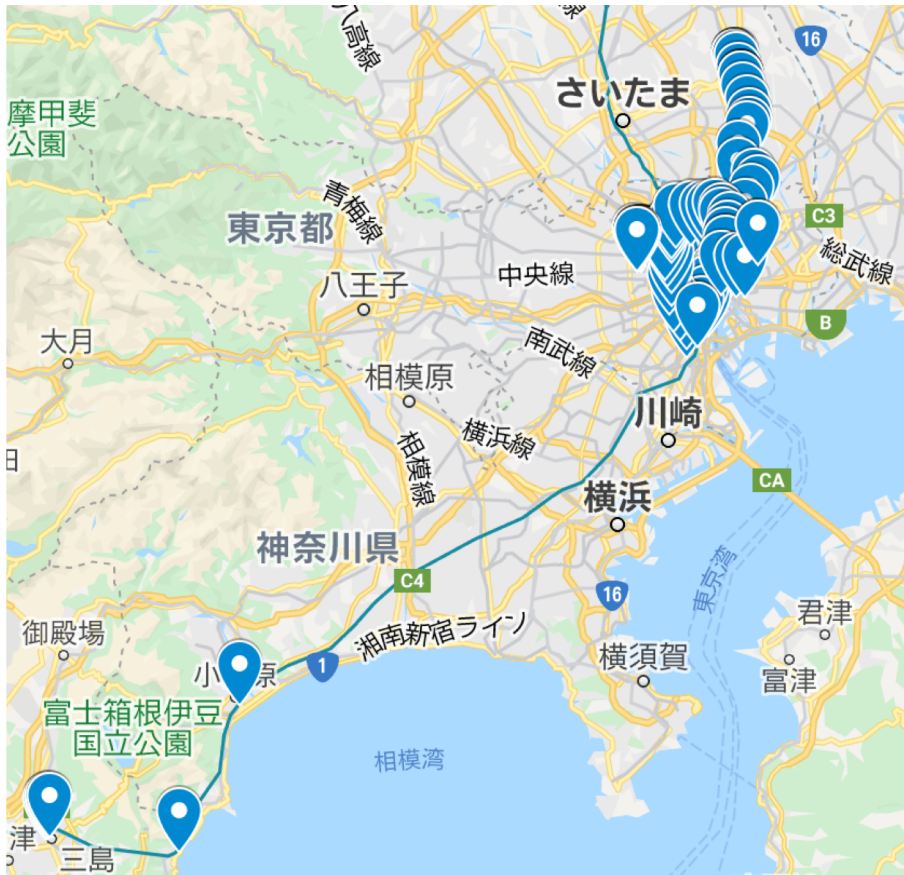 八高線
16
さいたま
摩甲斐
公園
青梅線
東京都
C3
総武線
中央線
八王子
B
大月
南武線
相模原
川崎
横浜線
相模線
CA
田
横浜
神奈川県
東京湾
C4
16
君津
御殿場
湘南新宿ライン
1
横須賀
富津
小
原
富士箱根伊豆
国立公園
相模湾
津
三島